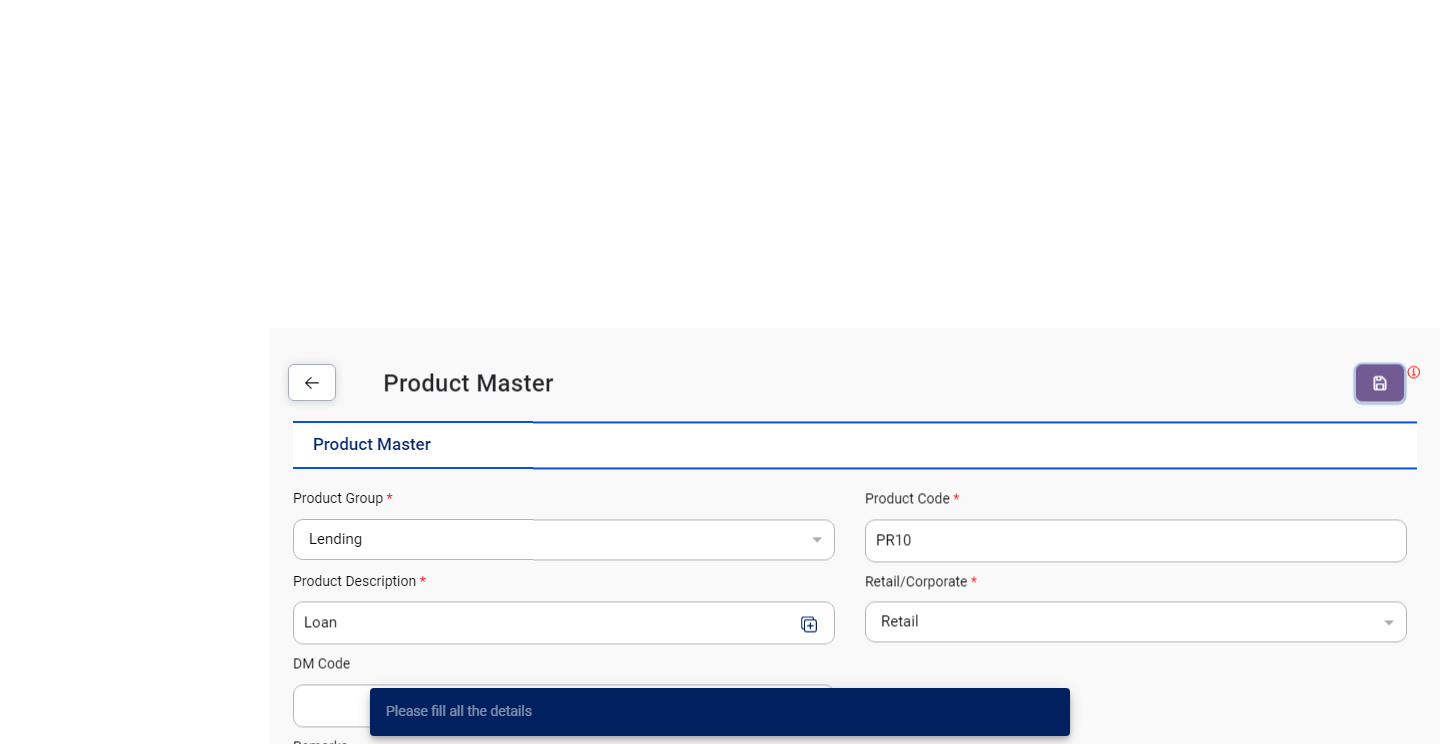 Product Master
Product Master
Product Group *
Product Code *
Lending
PR10
Product Description *
Retail/Corporate *
Loan
Retail
DM Code
Please fill all the details
Remarks